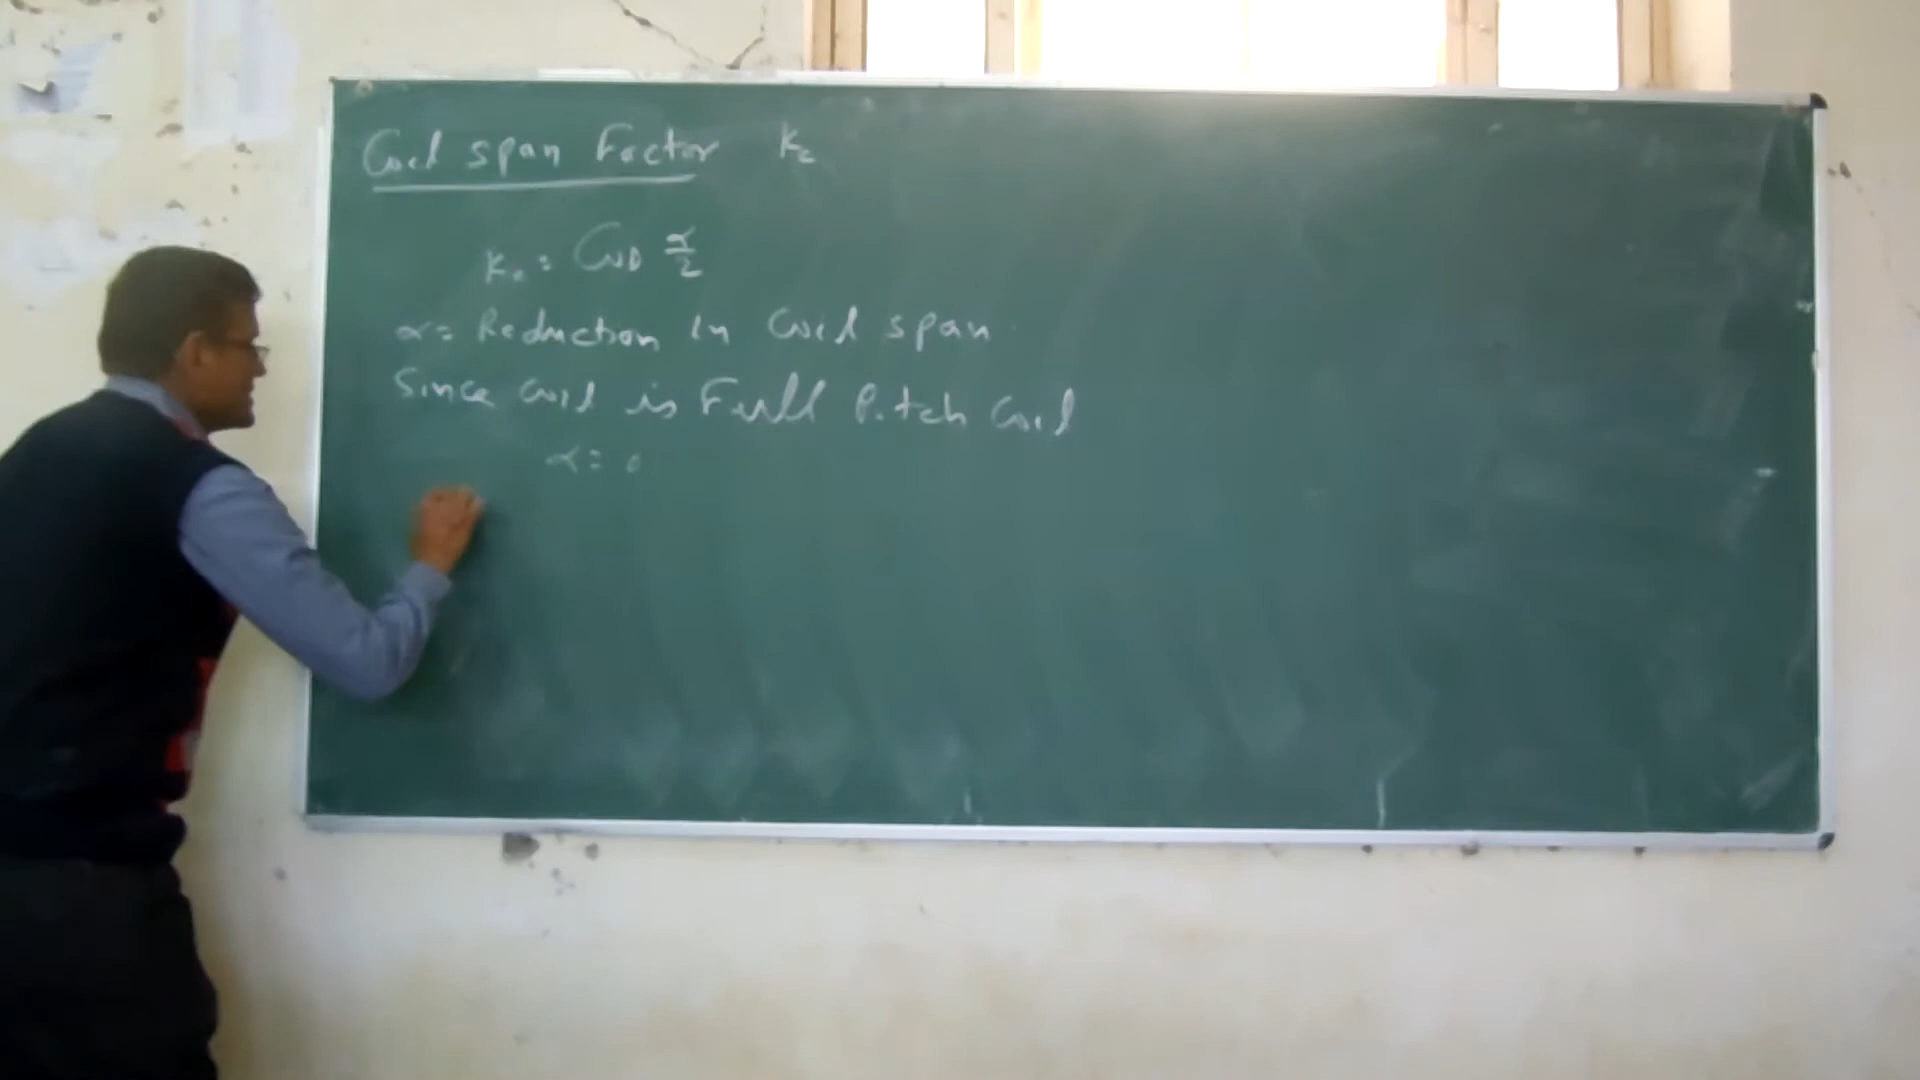 Coil span Factor Kc
Kc = Cos α/2
α = Reduction in Coil span
Since Coil is Full Pitch Coil
α = 0